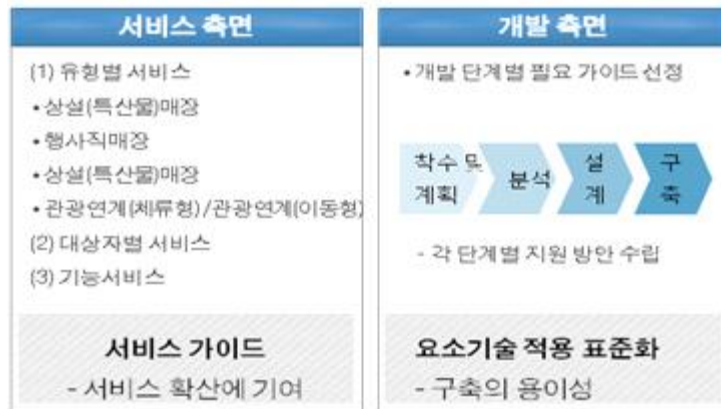 서비스 측면
(1) 유형별 서비스
•상설(특산물)매장
•행사직매장
•상설(특산물)매장
•관광연계(체류형)/관광연계(이동형)
(2) 대상자별 서비스
(3) 기능서비스
서비스 가이드
- 서비스 확산에 기여
개발 측면
•개발 단계별 필요 가이드 선정
착수 및
계획
분석
설
계
구
축
- 각 단계별 지원 방안 수립
요소기술 적용 표준화
- 구축의 용이성